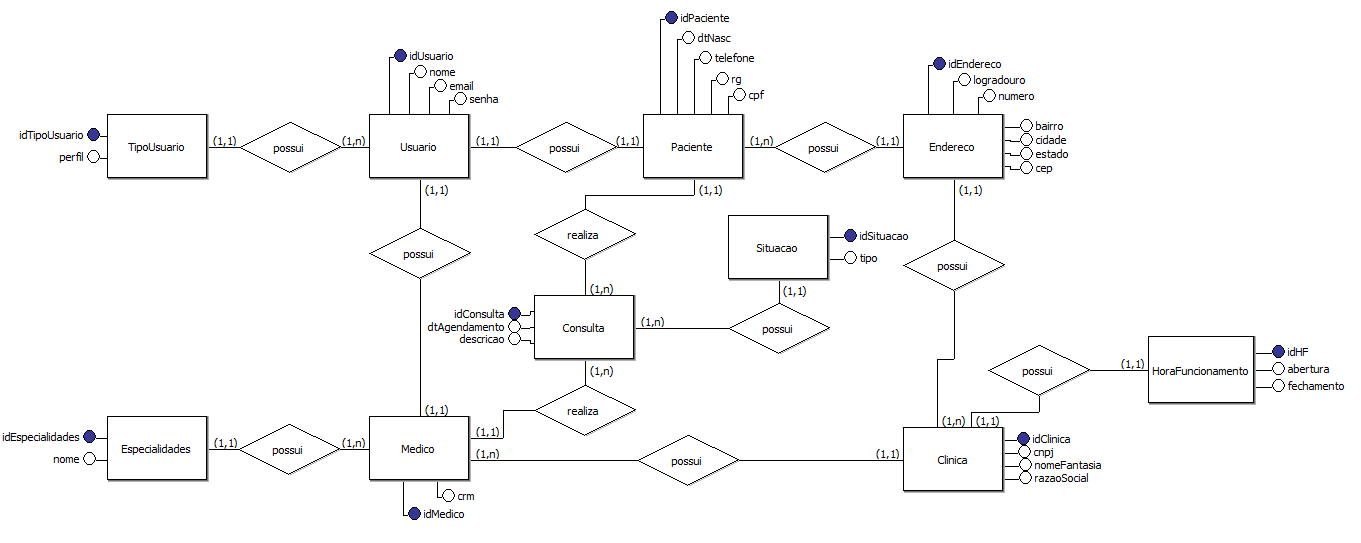 idPaciente
dtNasc
telefone
rg
cpf
idUsuario
nome
email
senha
idEndereco
logradouro
numero
idTipoUsuario
perfil
TipoUsuario
(1,1)
possui
(1,n)
Usuario
(1,1)
possui
(1,1)
Paciente
(1,n)
possui
(1,1)
Endereco
bairro
cidade
estado
cep
(1,1)
(1,1)
(1,1)
possui
realiza
Situacao
idSituacao
tipo
possui
(1,n)
(1,1)
idConsulta
dtAgendamento
descricao
Consulta
(1,n)
possui
(1,n)
possui
(1,1)
HoraFuncionamento
idHF
abertura
fechamento
realiza
(1,1)
(1,n)
(1,1)
idEspecialidades
nome
Especialidades
(1,1)
possui
(1,n)
Medico
(1,1)
(1,n)
possui
(1,1)
Clinica
idClinica
cnpj
nomeFantasia
razaoSocial
crm
idMedico